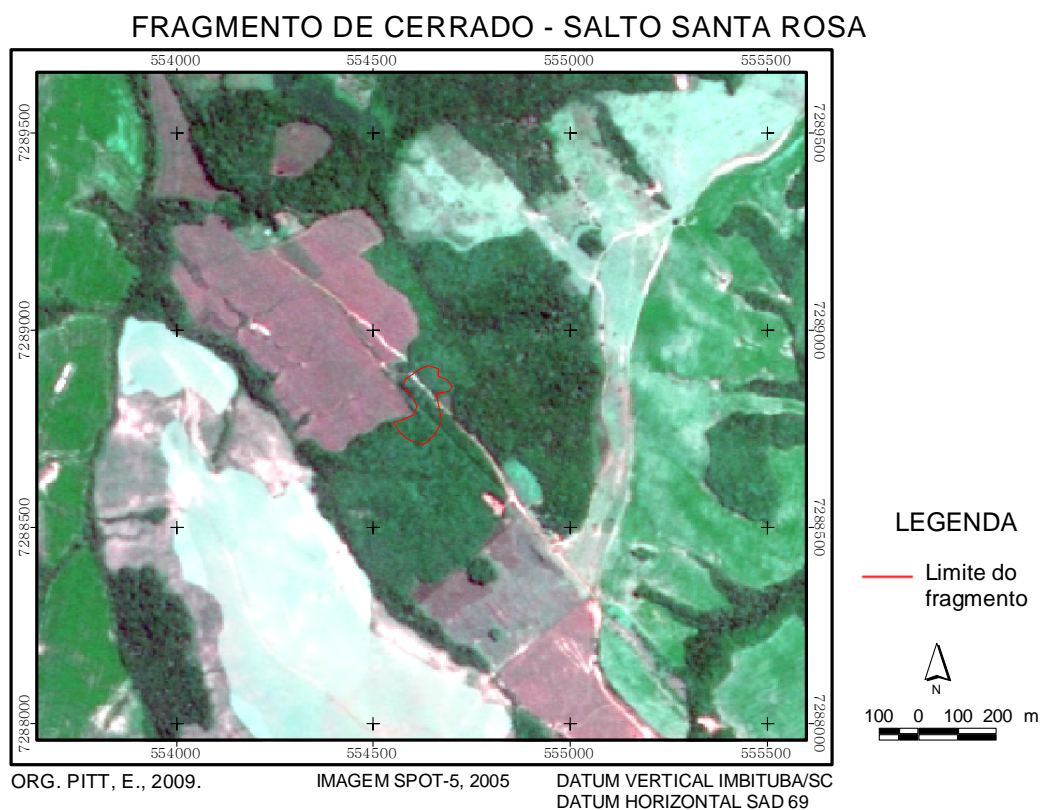 FRAGMENTO DE CERRADO - SALTO SANTA ROSA
554000 554500 555000 555500
7289500 7289500
7289000 7289000
7288500 7288500
7288000 7288000
554000 554500 555000 555500
LEGENDA
Limite do
fragmento
N
100 0 100 200 m
ORG. PITT, E., 2009. IMAGEM SPOT-5, 2005 DATUM VERTICAL IMBITUBA/SC
DATUM HORIZONTAL SAD 69